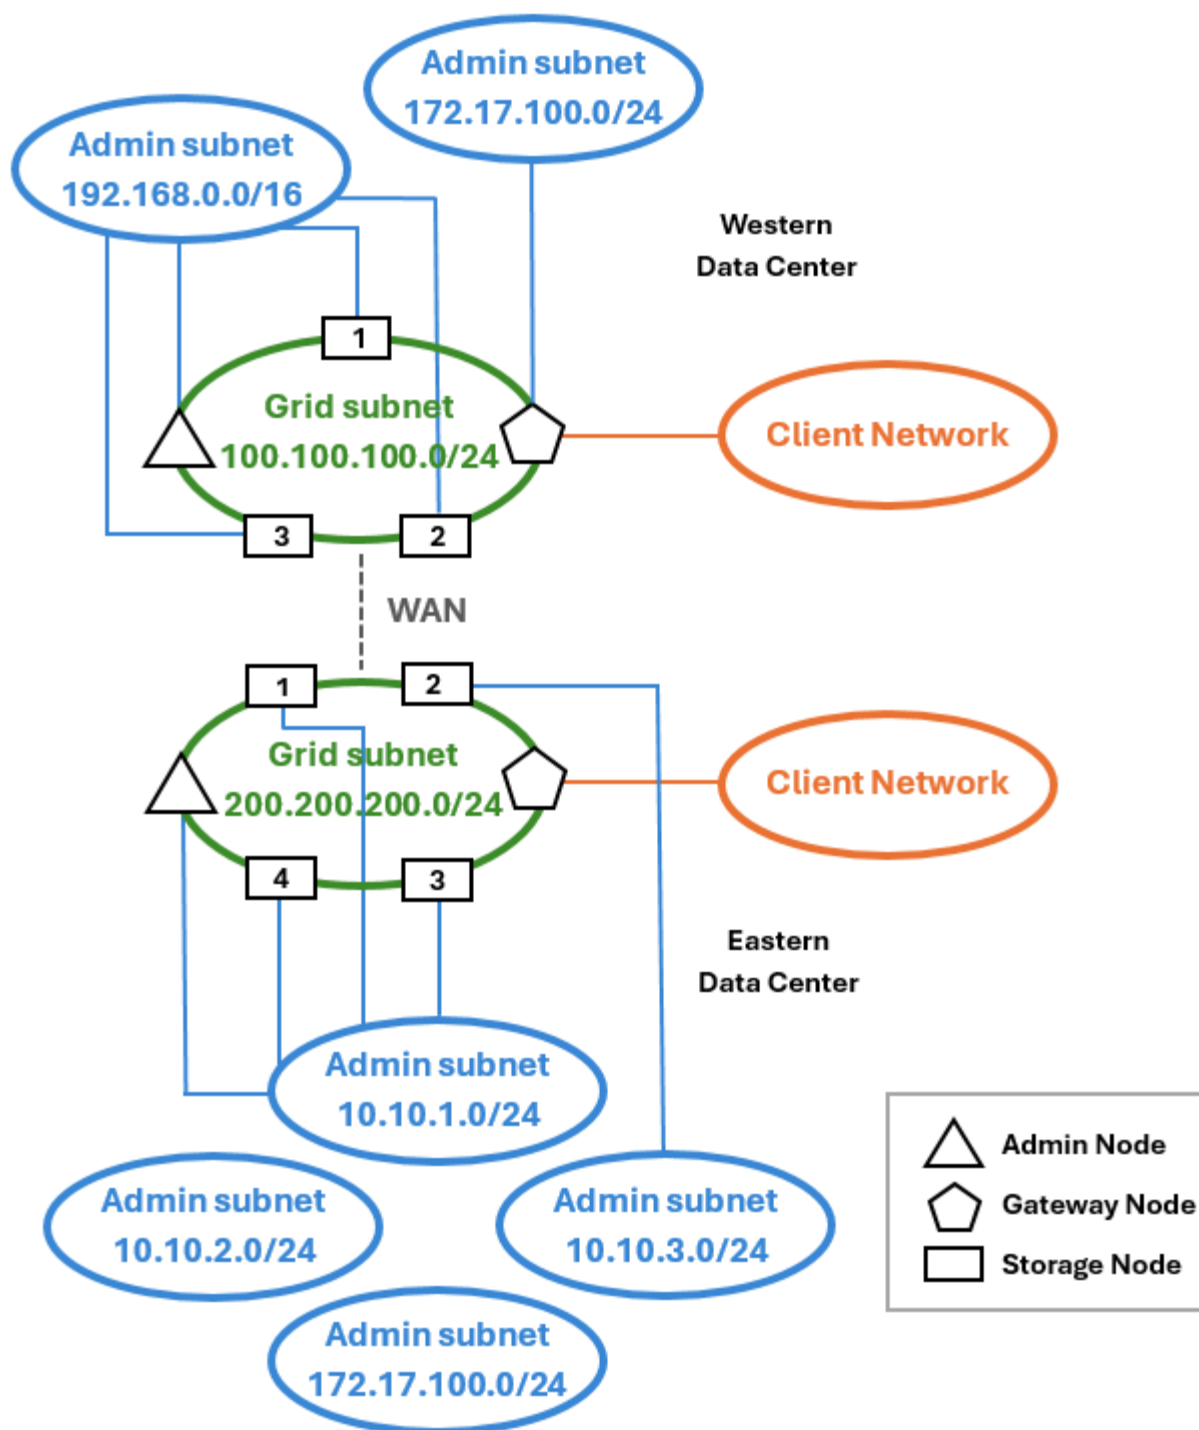 Admin subnet
172.17.100.0/24
Admin subnet
192.168.0.0/16
Western
Data Center
1
Grid subnet
100.100.100.0/24
Client Network
3
2
WAN
1
2
Grid subnet
200.200.200.0/24
Client Network
4
3
Eastern
Data Center
Admin subnet
10.10.1.0/24
Admin Node
Gateway Node
Storage Node
Admin subnet
10.10.2.0/24
Admin subnet
10.10.3.0/24
Admin subnet
172.17.100.0/24